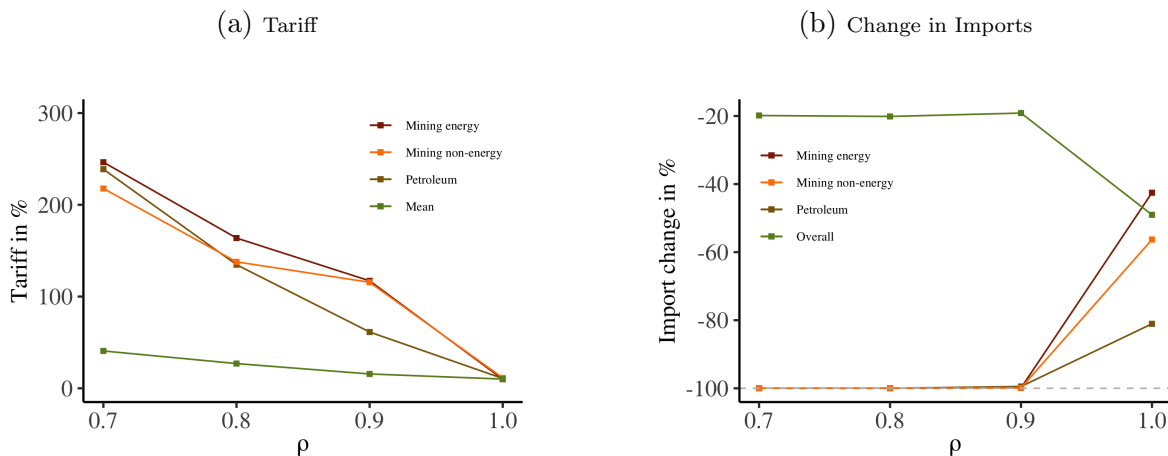 (a) Tariff
300
200
100
0
Tariff in %
Mining energy
Mining non-energy
Petroleum
Mean
0.7 0.8 0.9 1.0
ρ
(b) Change in Imports
-20
-40
-60
-80
-100
Import change in %
Mining energy
Mining non-energy
Petroleum
Overall
0.7 0.8 0.9 1.0
ρ